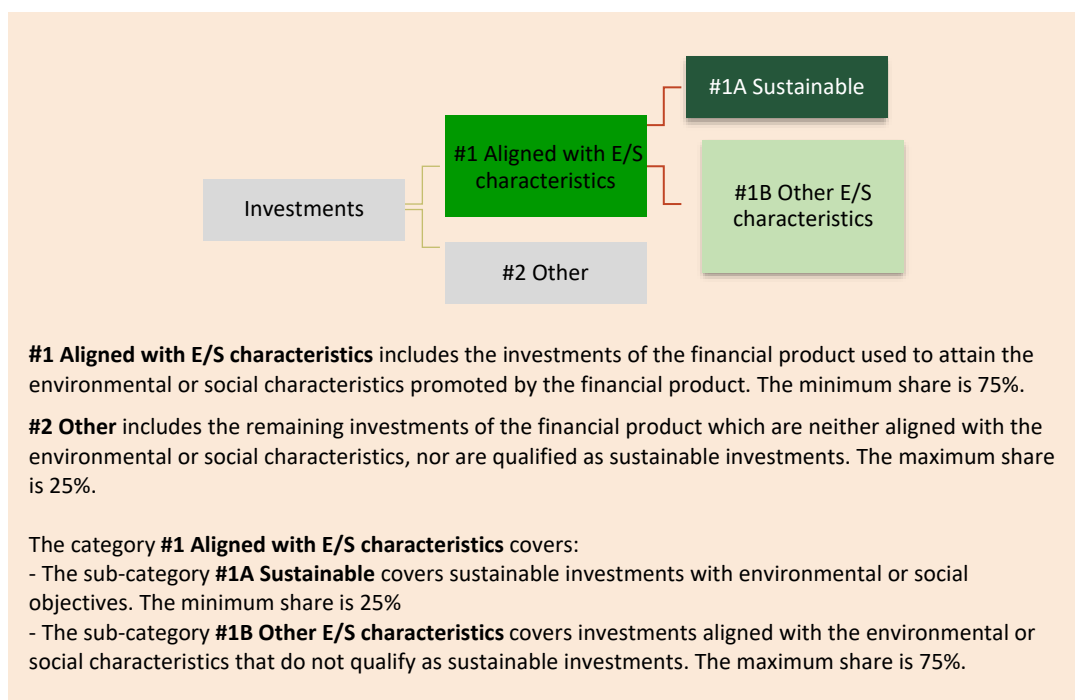 #1A Sustainable
#1 Aligned with E/S
characteristics
#1B Other E/S
characteristics
Investments
#2 Other
#1 Aligned with E/S characteristics includes the investments of the financial product used to attain the
environmental or social characteristics promoted by the financial product. The minimum share is 75%.
#2 Other includes the remaining investments of the financial product which are neither aligned with the
environmental or social characteristics, nor are qualified as sustainable investments. The maximum share
is 25%.
The category #1 Aligned with E/S characteristics covers:
- The sub-category #1A Sustainable covers sustainable investments with environmental or social
objectives. The minimum share is 25%
- The sub-category #1B Other E/S characteristics covers investments aligned with the environmental or
social characteristics that do not qualify as sustainable investments. The maximum share is 75%.